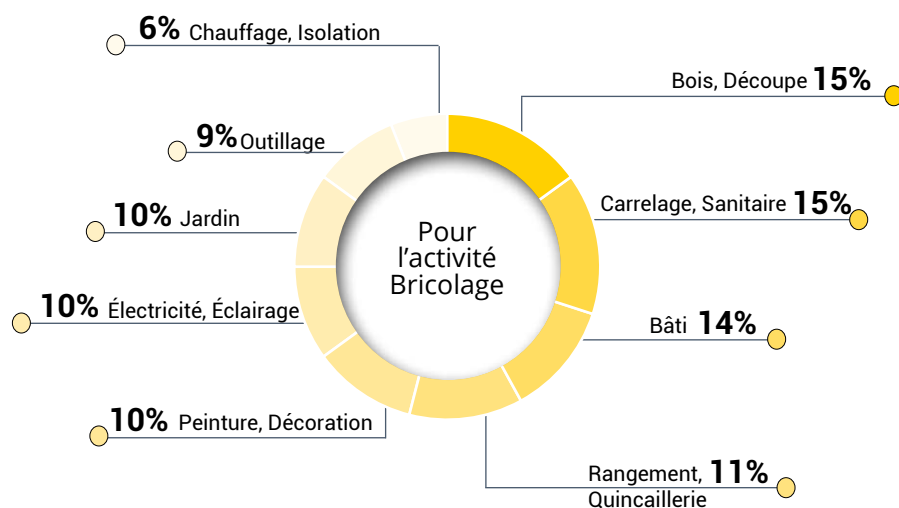 6% Chauffage, Isolation
Bois, Découpe 15%
9% Outillage
Carrelage, Sanitaire 15%
10% Jardin
Pour
l'activité
Bricolage
10% Électricité, Éclairage
Bâti 14%
10% Peinture, Décoration
Rangement, 11%
Quincaillerie